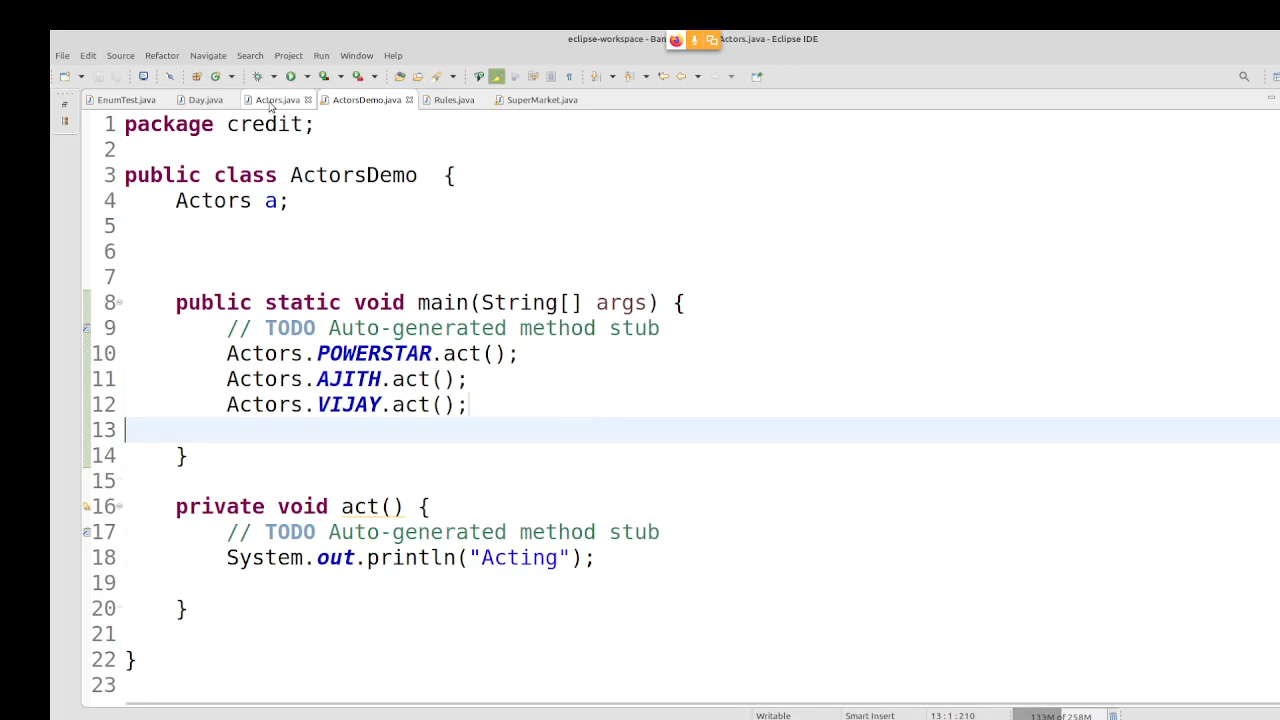 eclipse-workspace - Ban Actors.java - Eclipse IDE
File Edit Source Refactor Navigate Search Project Run Window Help
EnumTest.java Day.java Actors.java ActorsDemo.java Rules.java SuperMarket.java
1 package credit;
2
3 public class ActorsDemo  {
4     Actors a;
5
6
7
8     public static void main(String[] args) {
9         // TODO Auto-generated method stub
10         Actors.POWERSTAR.act();
11         Actors.AJITH.act();
12         Actors.VIJAY.act();
13
14     }
15
16     private void act() {
17         // TODO Auto-generated method stub
18         System.out.println("Acting");
19
20     }
21
22 }
23
Writable Smart Insert 13:1:210 133M of 258M